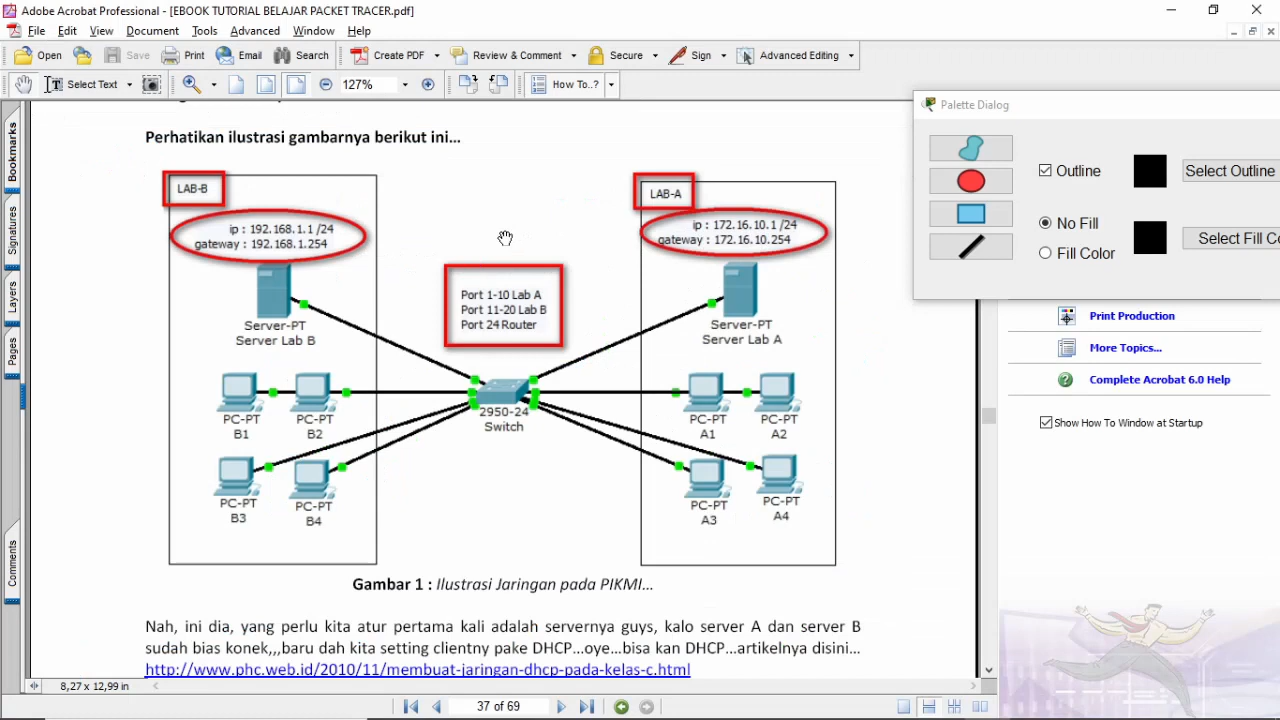 Adobe Acrobat Professional - [EBOOK TUTORIAL BELAJAR PACKET TRACER.pdf]
File Edit View Document Tools Advanced Window Help
Open Save Print Email Search Create PDF Review & Comment Secure Sign Advanced Editing
Select Text 127% How To..?
Bookmarks
Signatures
Layers
Pages
Comments
Perhatikan ilustrasi gambarnya berikut ini...
LAB-B
ip : 192.168.1.1 /24
gateway : 192.168.1.254
Server-PT
Server Lab B
PC-PT
B1
PC-PT
B2
PC-PT
B3
PC-PT
B4
Port 1-10 Lab A
Port 11-20 Lab B
Port 24 Router
2950-24
Switch
LAB-A
ip : 172.16.10.1 /24
gateway : 172.16.10.254
Server-PT
Server Lab A
PC-PT
A1
PC-PT
A2
PC-PT
A3
PC-PT
A4
Gambar 1 : Ilustrasi Jaringan pada PIKMI...
Nah, ini dia, yang perlu kita atur pertama kali adalah servernya guys, kalo server A dan server B
sudah bias konek,,,baru dah kita setting clientny pake DHCP...oye...bisa kan DHCP...artikelnya disini...
http://www.phc.web.id/2010/11/membuat-jaringan-dhcp-pada-kelas-c.html
8,27 x 12,99 in
37 of 69
Palette Dialog
Outline
Select Outline
No Fill
Fill Color
Select Fill Co
Print Production
More Topics...
Complete Acrobat 6.0 Help
Show How To Window at Startup